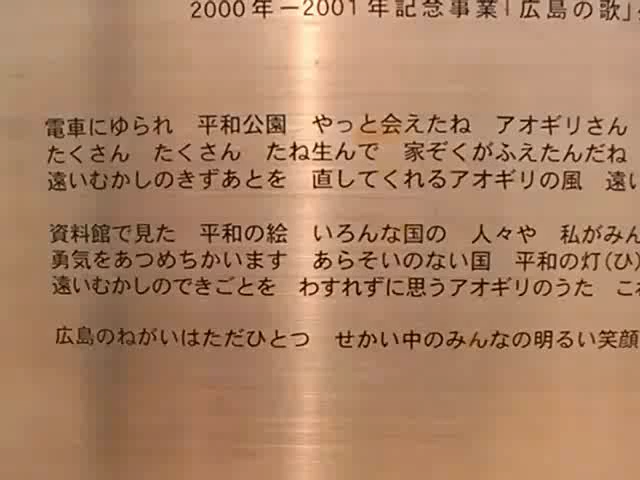 2000年－2001年記念事業「広島の歌」
電車にゆられ　平和公園　やっと会えたね　アオギリさん
たくさん　たくさん　たね生んで　家ぞくがふえたんだね
遠いむかしのきずあとを　直してくれるアオギリの風　遠い
資料館で見た　平和の絵　いろんな国の　人々や　私がみん
勇気をあつめちかいます　あらそいのない国　平和の灯(ひ)
遠いむかしのできごとを　わすれずに思うアオギリのうた　これ
広島のねがいはただひとつ　せかい中のみんなの明るい笑顔